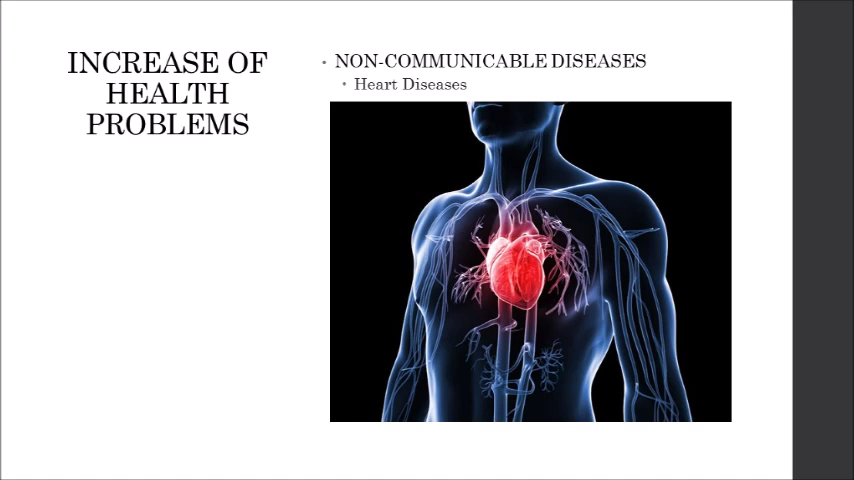 INCREASE OF
HEALTH
PROBLEMS
• NON-COMMUNICABLE DISEASES
• Heart Diseases